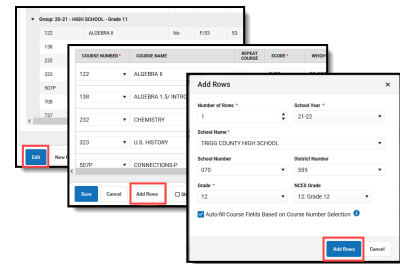 Group: 20-21 - HIGH SCHOOL - Grade 11
122 ALGEBRA II No F/53 53
138
232
323
507P
708
737
Edit New D
COURSE NUMBER * COURSE NAME REPEAT COURSE SCORE * WEIGHT
122 ALGEBRA II
138 ALGEBRA 1.5/ INTRO
232 CHEMISTRY
323 U.S. HISTORY
507P CONNECTIONS-P
Save Cancel Add Rows
Add Rows ×
Number of Rows * School Year *
1 21-22
School Name *
TRIGG COUNTY HIGH SCHOOL
School Number District Number
070 555
Grade * NCES Grade
12 12: Grade 12
Auto-fill Course Fields Based on Course Number Selection
Add Rows Cancel